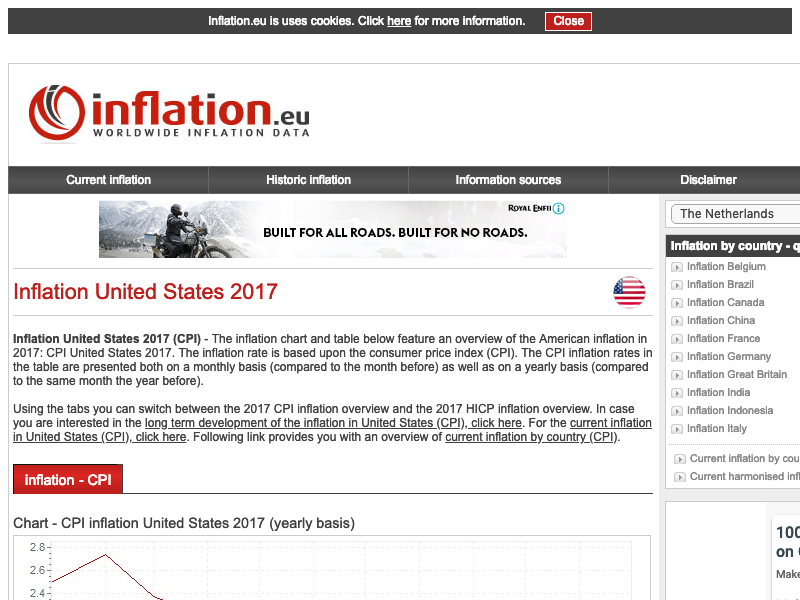 Inflation.eu is uses cookies. Click here for more information. Close
inflation.eu
WORLDWIDE INFLATION DATA
Current inflation Historic inflation Information sources Disclaimer
ROYAL ENFI
BUILT FOR ALL ROADS. BUILT FOR NO ROADS.
The Netherlands
Inflation by country - q
Inflation Belgium
Inflation Brazil
Inflation Canada
Inflation China
Inflation France
Inflation Germany
Inflation Great Britain
Inflation India
Inflation Indonesia
Inflation Italy
Current inflation by cou
Current harmonised infl
Inflation United States 2017
Inflation United States 2017 (CPI) - The inflation chart and table below feature an overview of the American inflation in
2017: CPI United States 2017. The inflation rate is based upon the consumer price index (CPI). The CPI inflation rates in
the table are presented both on a monthly basis (compared to the month before) as well as on a yearly basis (compared
to the same month the year before).
Using the tabs you can switch between the 2017 CPI inflation overview and the 2017 HICP inflation overview. In case
you are interested in the long term development of the inflation in United States (CPI), click here. For the current inflation
in United States (CPI), click here. Following link provides you with an overview of current inflation by country (CPI).
inflation - CPI
Chart - CPI inflation United States 2017 (yearly basis)
2.8
2.6
2.4
100
on
Make